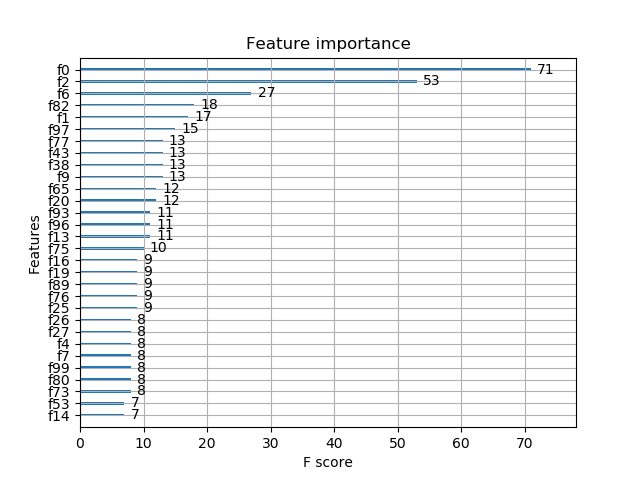 Feature importance
f0 71
f2 53
f6 27
f82 18
f1 17
f97 15
f77 13
f43 13
f38 13
f9 13
f65 12
f20 12
f93 11
f96 11
f13 11
f75 10
f16 9
f19 9
f89 9
f76 9
f25 9
f26 8
f27 8
f4 8
f7 8
f99 8
f80 8
f73 8
f53 7
f14 7
Features
0 10 20 30 40 50 60 70
F score